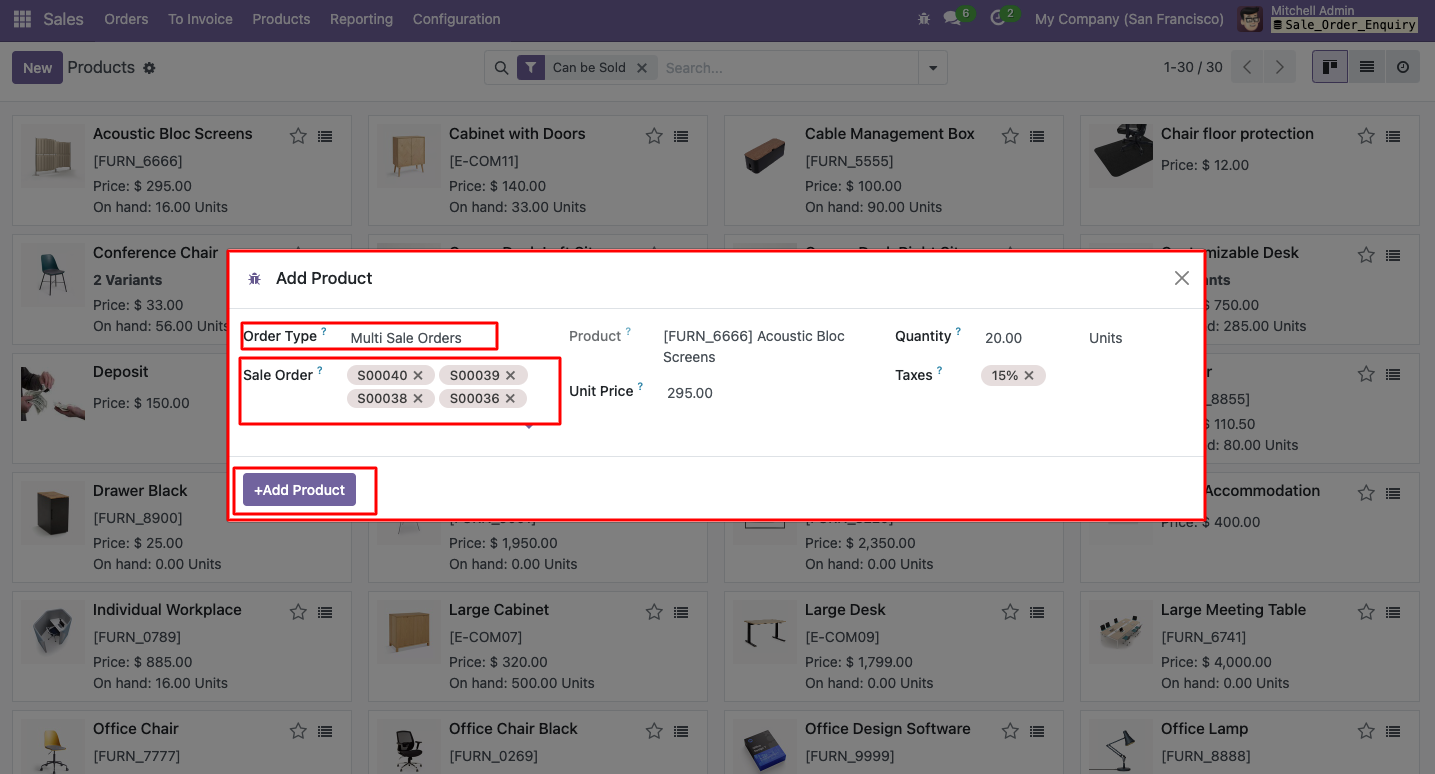 Sales Orders To Invoice Products Reporting Configuration 6 2 My Company (San Francisco) Mitchell Admin
Sale_Order_Enquiry
New Products Can be Sold Search... 1-30 / 30
Acoustic Bloc Screens
[FURN_6666]
Price: $ 295.00
On hand: 16.00 Units
Cabinet with Doors
[E-COM11]
Price: $ 140.00
On hand: 33.00 Units
Cable Management Box
[FURN_5555]
Price: $ 100.00
On hand: 90.00 Units
Chair floor protection
Price: $ 12.00
Conference Chair
2 Variants
Price: $ 33.00
On hand: 56.00 Units
mizable Desk
nts
$ 750.00
: 285.00 Units
Add Product
Order Type ? Multi Sale Orders
Sale Order ? S00040 S00039
S00038 S00036
Product ? [FURN_6666] Acoustic Bloc
Screens
Unit Price ? 295.00
Quantity ? 20.00 Units
Taxes ? 15%
+Add Product
Deposit
Price: $ 150.00
_8855]
$ 110.50
: 80.00 Units
Drawer Black
[FURN_8900]
Price: $ 25.00
On hand: 0.00 Units
Price: $ 1,950.00
On hand: 0.00 Units
Price: $ 2,350.00
On hand: 0.00 Units
Accommodation
Price: $ 400.00
Individual Workplace
[FURN_0789]
Price: $ 885.00
On hand: 16.00 Units
Large Cabinet
[E-COM07]
Price: $ 320.00
On hand: 500.00 Units
Large Desk
[E-COM09]
Price: $ 1,799.00
On hand: 0.00 Units
Large Meeting Table
[FURN_6741]
Price: $ 4,000.00
On hand: 0.00 Units
Office Chair
[FURN_7777]
Office Chair Black
[FURN_0269]
Office Design Software
[FURN_9999]
Office Lamp
[FURN_8888]